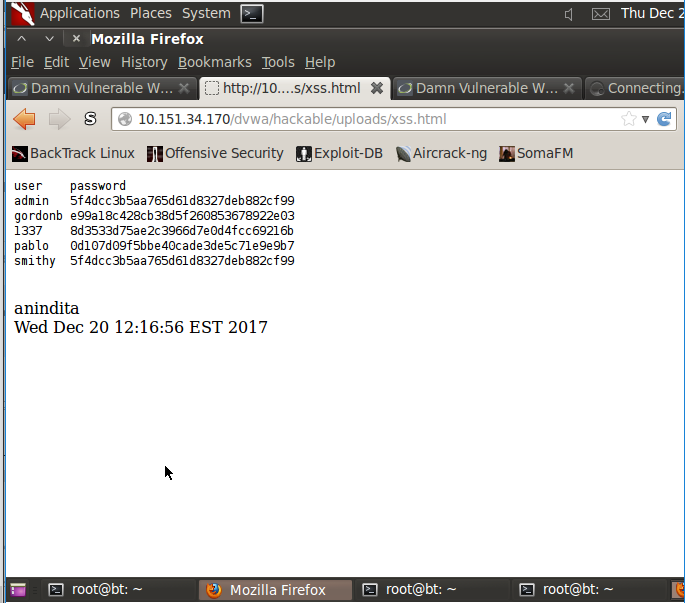 Applications Places System Thu Dec 2
Mozilla Firefox
File Edit View History Bookmarks Tools Help
Damn Vulnerable W... http://10....s/xss.html Damn Vulnerable W... Connecting.
S 10.151.34.170/dvwa/hackable/uploads/xss.html
BackTrack Linux Offensive Security Exploit-DB Aircrack-ng SomaFM
user password
admin 5f4dcc3b5aa765d61d8327deb882cf99
gordonb e99a18c428cb38d5f260853678922e03
1337 8d3533d75ae2c3966d7e0d4fcc69216b
pablo 0d107d09f5bbe40cade3de5c71e9e9b7
smithy 5f4dcc3b5aa765d61d8327deb882cf99
anindita
Wed Dec 20 12:16:56 EST 2017
root@bt: ~ Mozilla Firefox root@bt: ~ root@bt: ~